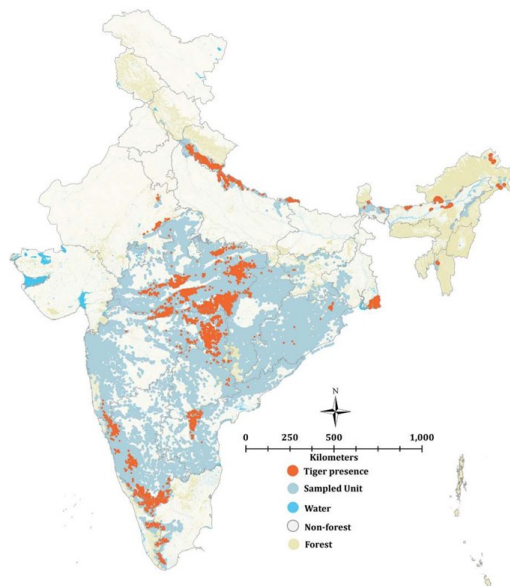 N
0 250 500 1,000
Kilometers
Tiger presence
Sampled Unit
Water
Non-forest
Forest